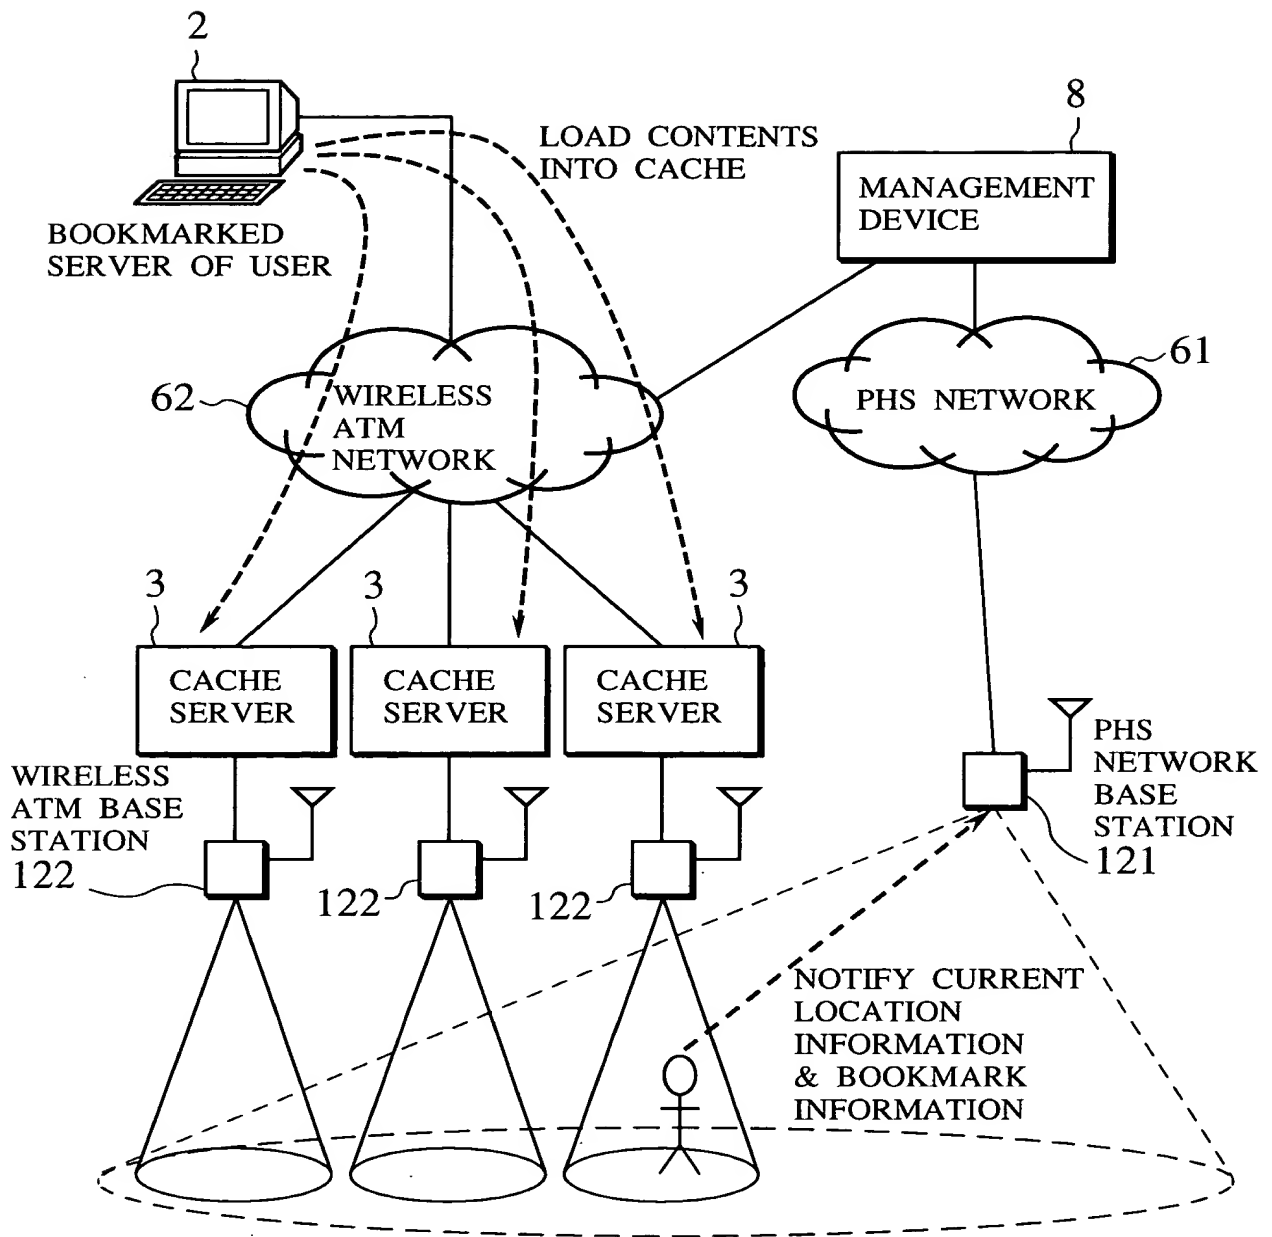 2
8
LOAD CONTENTS
INTO CACHE
MANAGEMENT
DEVICE
BOOKMARKED
SERVER OF USER
61
62
WIRELESS
ATM
NETWORK
PHS NETWORK
3
3
3
CACHE
SERVER
CACHE
SERVER
CACHE
SERVER
PHS
NETWORK
BASE
STATION
121
WIRELESS
ATM BASE
STATION
122
122
122
NOTIFY CURRENT
LOCATION
INFORMATION
& BOOKMARK
INFORMATION